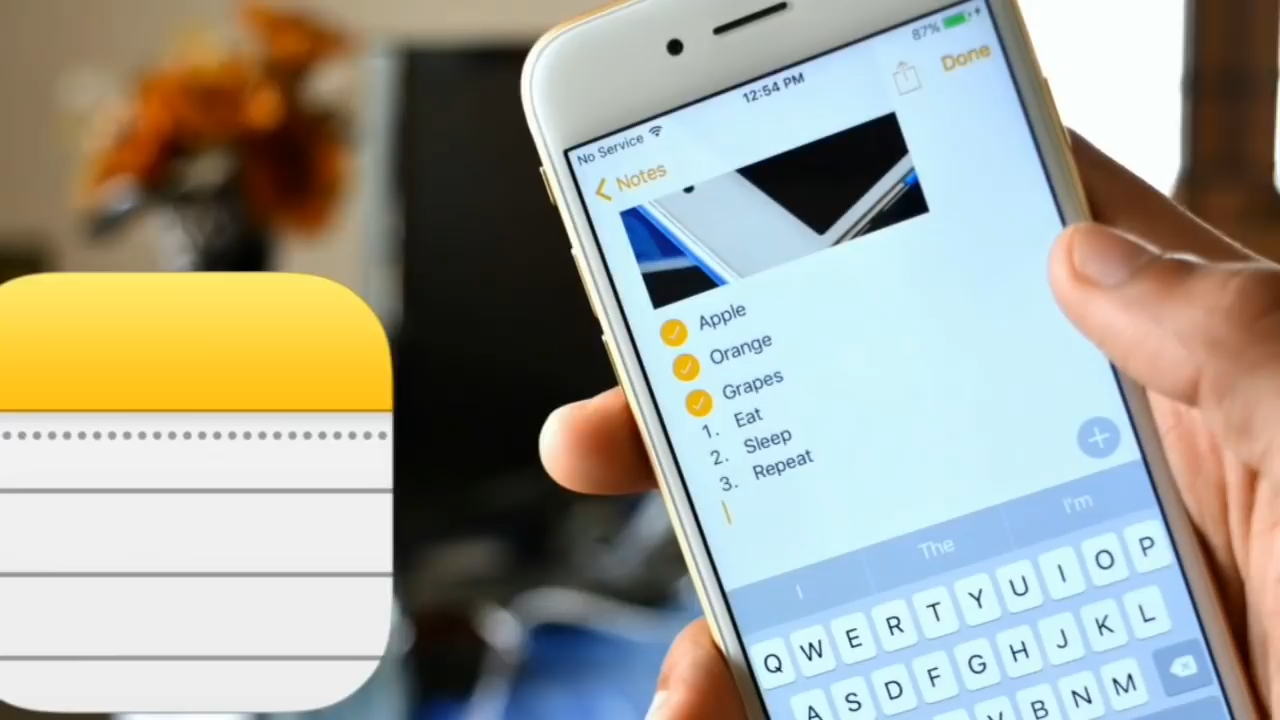 87%
12:54 PM
No Service
Done
Notes
Apple
Orange
Grapes
1. Eat
2. Sleep
3. Repeat
I The I'm
Q W E R T Y U I O P
A S D F G H J K L
V B N M